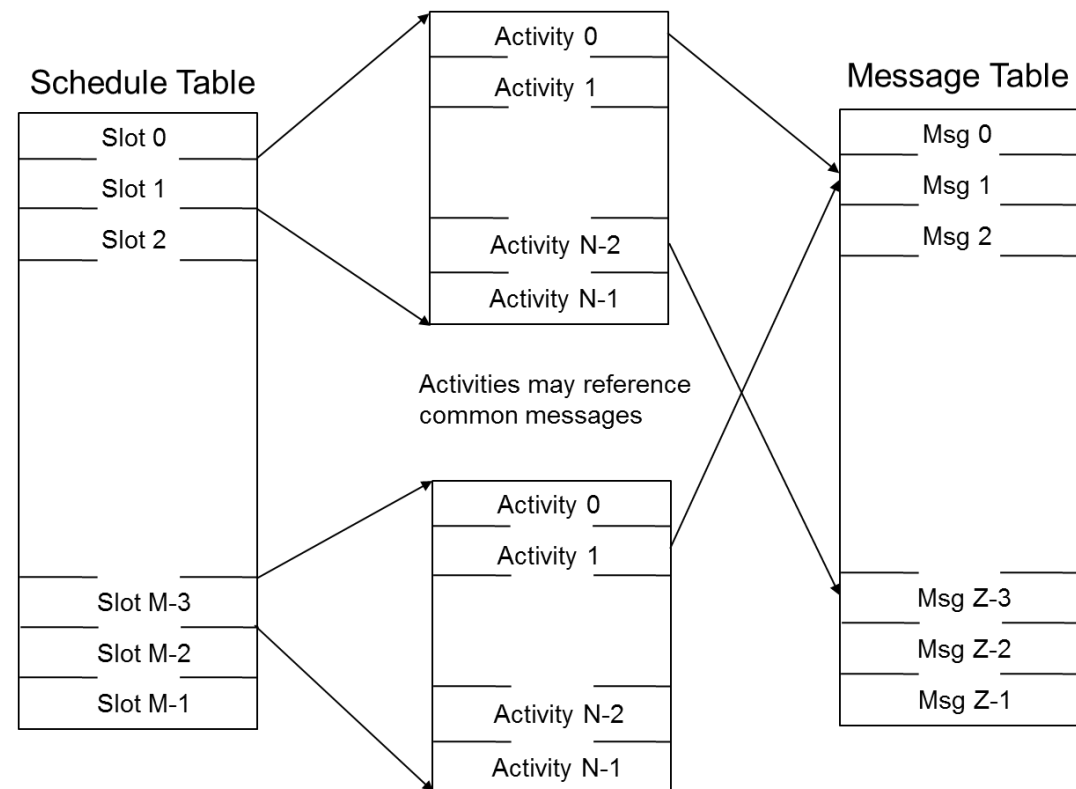 Schedule Table
Slot 0
Slot 1
Slot 2
Slot M-3
Slot M-2
Slot M-1
Activity 0
Activity 1
Activity N-2
Activity N-1
Activities may reference
common messages
Activity 0
Activity 1
Activity N-2
Activity N-1
Message Table
Msg 0
Msg 1
Msg 2
Msg Z-3
Msg Z-2
Msg Z-1